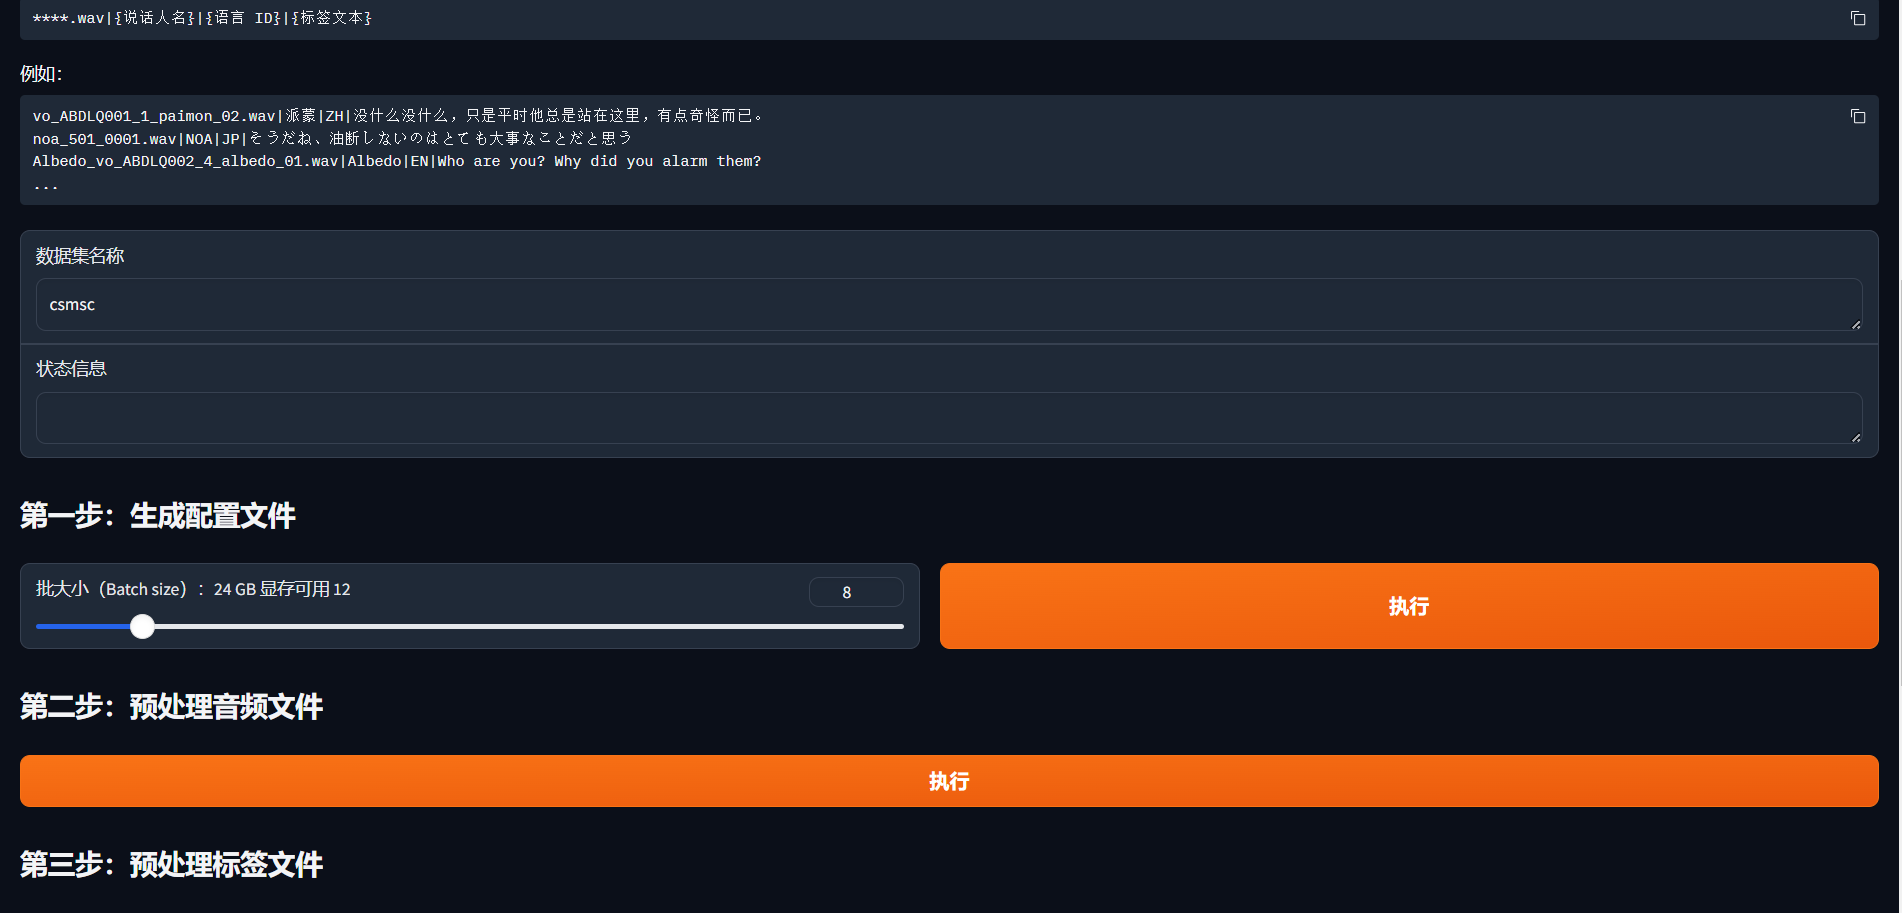 ****.wav|{说话人名}|{语言 ID}|{标签文本}
例如：
vo_ABDLQ001_1_paimon_02.wav|派蒙|ZH|没什么没什么，只是平时他总是站在这里，有点奇怪而已。
noa_501_0001.wav|NOA|JP|そうだね、油断しないのはとても大事なことだと思う
Albedo_vo_ABDLQ002_4_albedo_01.wav|Albedo|EN|Who are you? Why did you alarm them?
...
数据集名称
csmsc
状态信息
第一步：生成配置文件
批大小（Batch size）：24 GB 显存可用 12
8
执行
第二步：预处理音频文件
执行
第三步：预处理标签文件